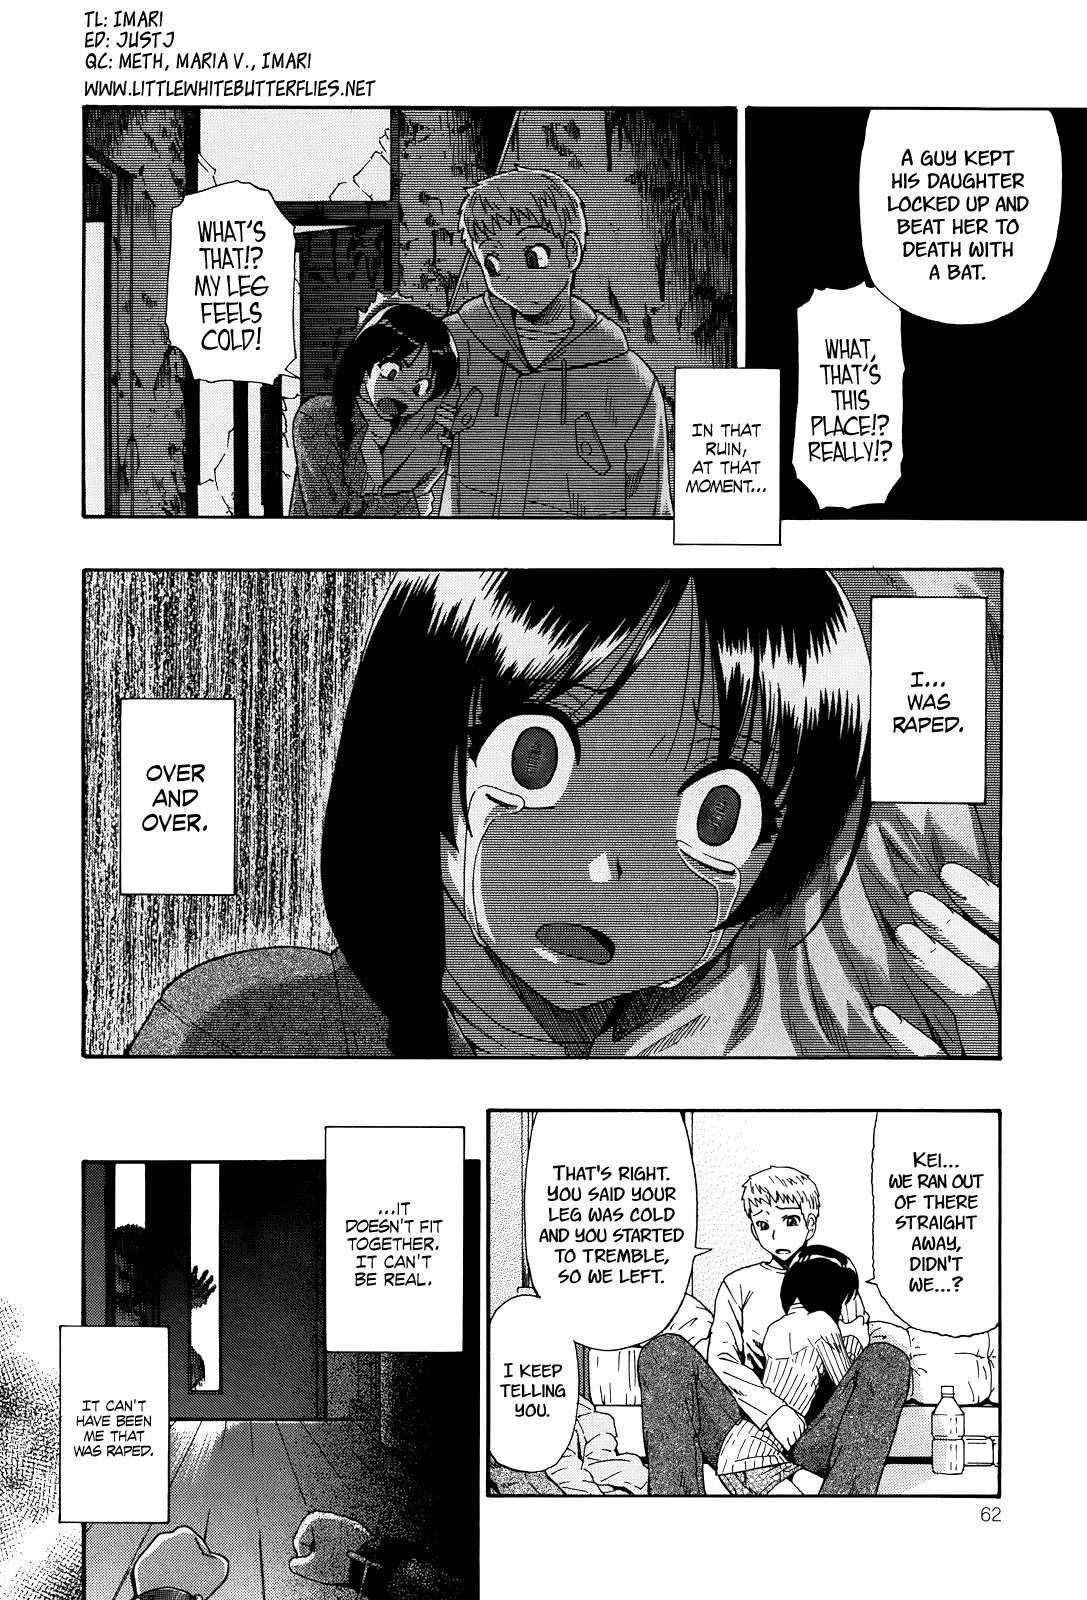 TL: IMARI
ED: JUSTJ
QC: METH, MARIA V., IMARI
WWW.LITTLEWHITEBUTTERFLIES.NET
A GUY KEPT
HIS DAUGHTER
LOCKED UP AND
BEAT HER TO
DEATH WITH
A BAT.
WHAT,
THAT'S
THIS
PLACE!?
REALLY!?
IN THAT
RUIN,
AT THAT
MOMENT...
WHAT'S
THAT!?
MY LEG
FEELS
COLD!
I...
WAS
RAPED.
OVER
AND
OVER.
KEI...
WE RAN OUT
OF THERE
STRAIGHT
AWAY,
DIDN'T
WE...?
THAT'S RIGHT.
YOU SAID YOUR
LEG WAS COLD
AND YOU STARTED
TO TREMBLE,
SO WE LEFT.
I KEEP
TELLING
YOU.
...IT
DOESN'T FIT
TOGETHER.
IT CAN'T
BE REAL.
IT CAN'T
HAVE BEEN
ME THAT
WAS RAPED.
62